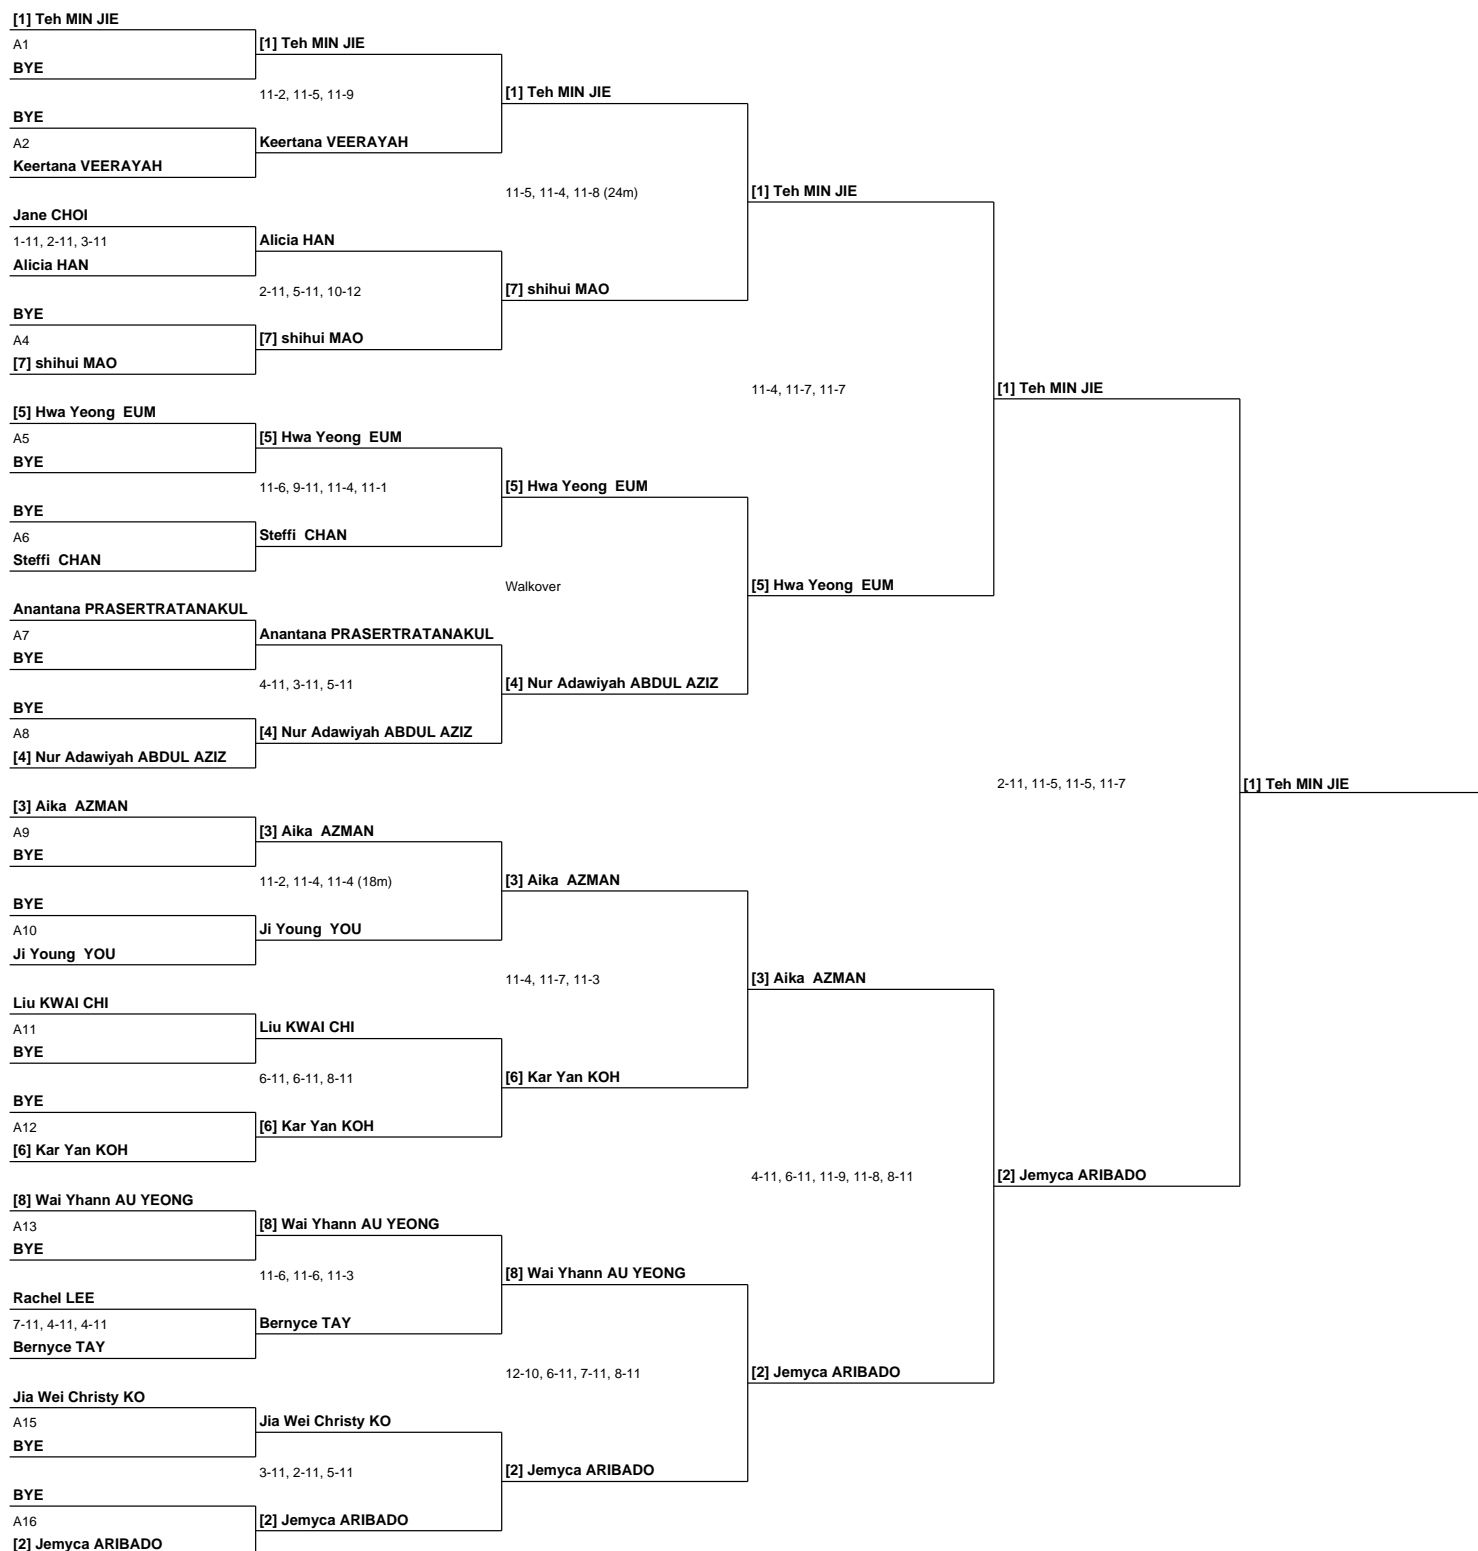 [1] Teh MIN JIE
A1
[1] Teh MIN JIE
BYE
11-2, 11-5, 11-9
[1] Teh MIN JIE
BYE
A2
Keertana VEERAYAH
Keertana VEERAYAH
11-5, 11-4, 11-8 (24m)
[1] Teh MIN JIE
Jane CHOI
1-11, 2-11, 3-11
Alicia HAN
Alicia HAN
2-11, 5-11, 10-12
[7] shihui MAO
BYE
A4
[7] shihui MAO
[7] shihui MAO
11-4, 11-7, 11-7
[1] Teh MIN JIE
[5] Hwa Yeong  EUM
A5
[5] Hwa Yeong  EUM
BYE
11-6, 9-11, 11-4, 11-1
[5] Hwa Yeong  EUM
BYE
A6
Steffi  CHAN
Steffi  CHAN
Walkover
[5] Hwa Yeong  EUM
Anantana PRASERTRATANAKUL
A7
Anantana PRASERTRATANAKUL
BYE
4-11, 3-11, 5-11
[4] Nur Adawiyah ABDUL AZIZ
BYE
A8
[4] Nur Adawiyah ABDUL AZIZ
[4] Nur Adawiyah ABDUL AZIZ
2-11, 11-5, 11-5, 11-7
[1] Teh MIN JIE
[3] Aika  AZMAN
A9
[3] Aika  AZMAN
BYE
11-2, 11-4, 11-4 (18m)
[3] Aika  AZMAN
BYE
A10
Ji Young  YOU
Ji Young  YOU
11-4, 11-7, 11-3
[3] Aika  AZMAN
Liu KWAI CHI
A11
Liu KWAI CHI
BYE
6-11, 6-11, 8-11
[6] Kar Yan KOH
BYE
A12
[6] Kar Yan KOH
[6] Kar Yan KOH
4-11, 6-11, 11-9, 11-8, 8-11
[2] Jemyca ARIBADO
[8] Wai Yhann AU YEONG
A13
[8] Wai Yhann AU YEONG
BYE
11-6, 11-6, 11-3
[8] Wai Yhann AU YEONG
Rachel LEE
7-11, 4-11, 4-11
Bernyce TAY
Bernyce TAY
12-10, 6-11, 7-11, 8-11
[2] Jemyca ARIBADO
Jia Wei Christy KO
A15
Jia Wei Christy KO
BYE
3-11, 2-11, 5-11
[2] Jemyca ARIBADO
BYE
A16
[2] Jemyca ARIBADO
[2] Jemyca ARIBADO